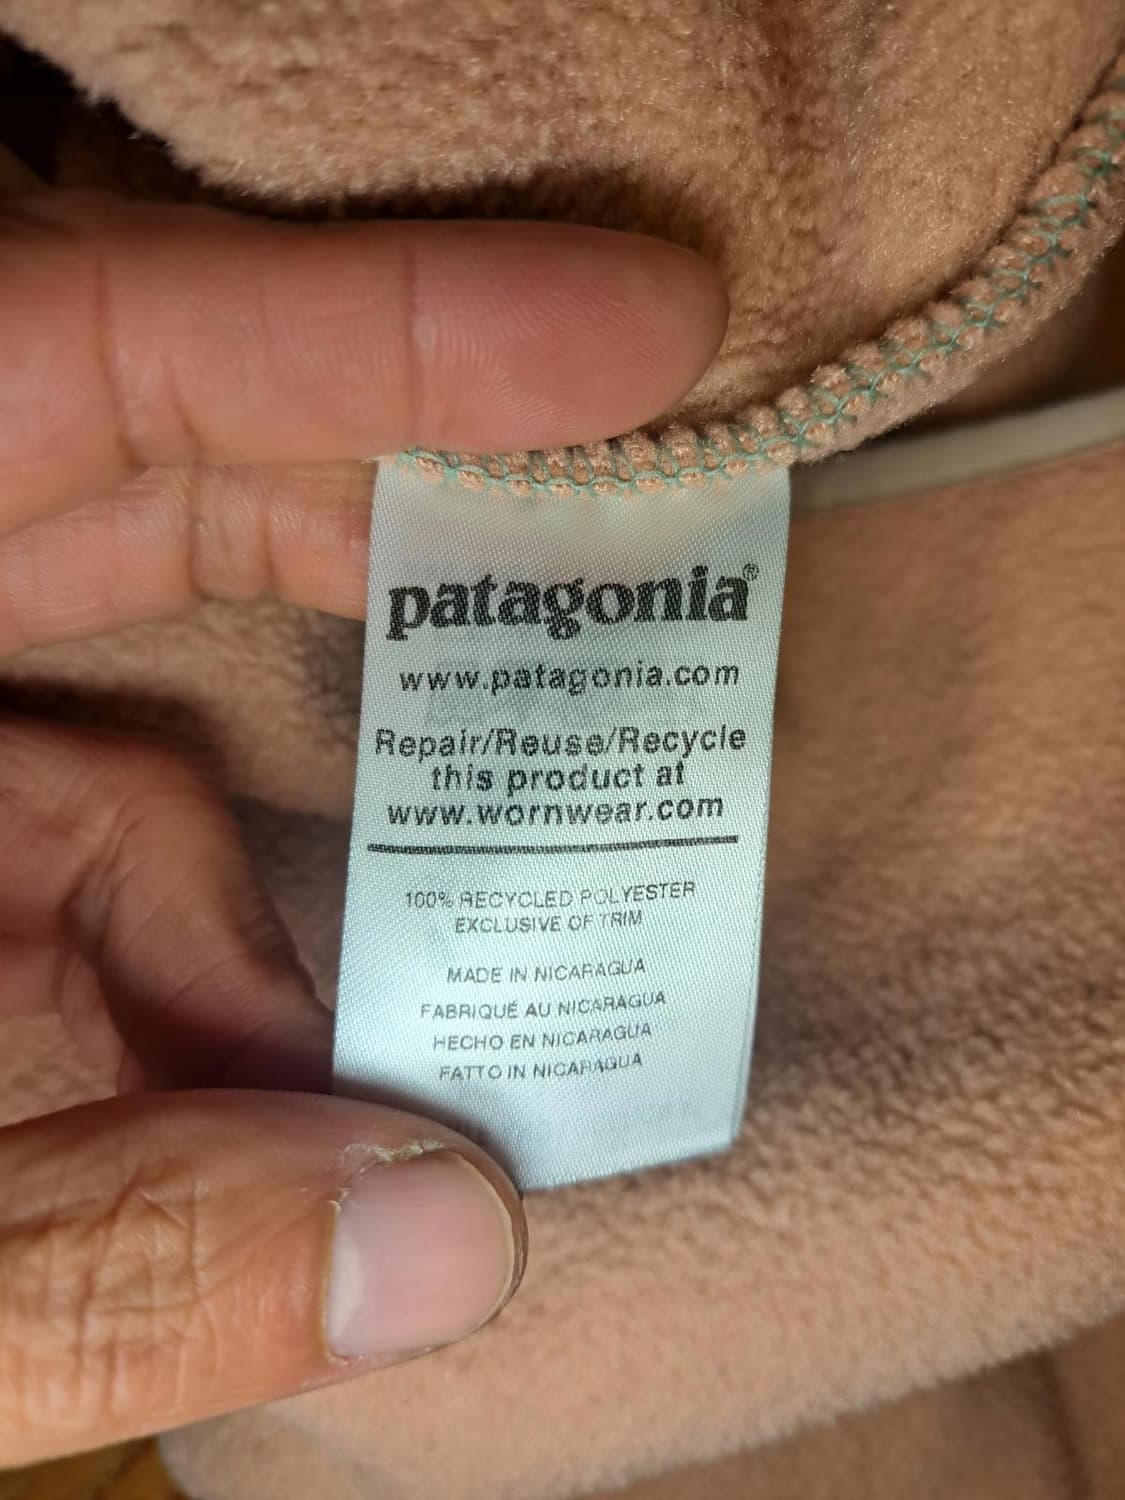 patagonia®
www.patagonia.com
Repair/Reuse/Recycle
this product at
www.wornwear.com
100% RECYCLED POLYESTER
EXCLUSIVE OF TRIM
MADE IN NICARAGUA
FABRIQUÉ AU NICARAGUA
HECHO EN NICARAGUA
FATTO IN NICARAGUA